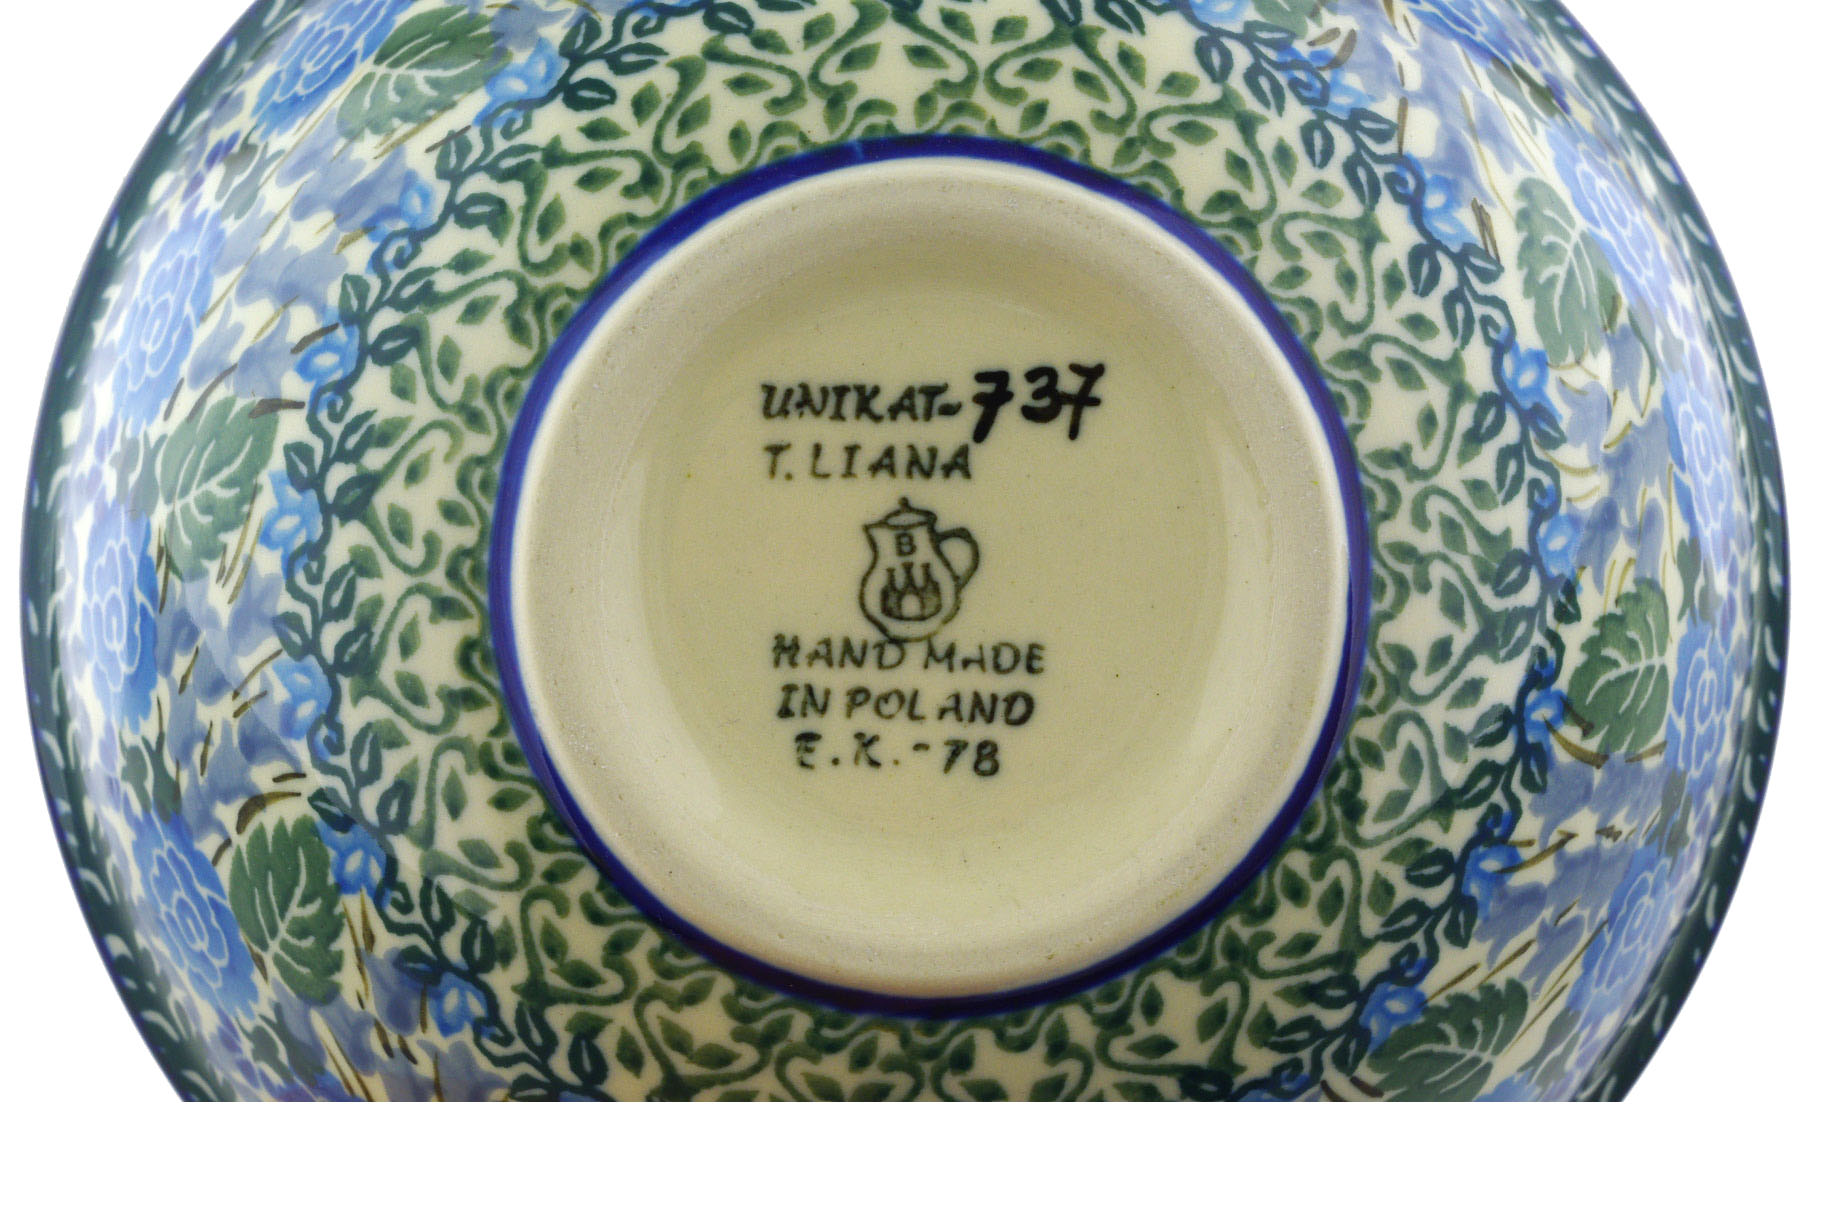 UNIKAT-737
T. LIANA
B
HAND MADE
IN POLAND
E.K.-78